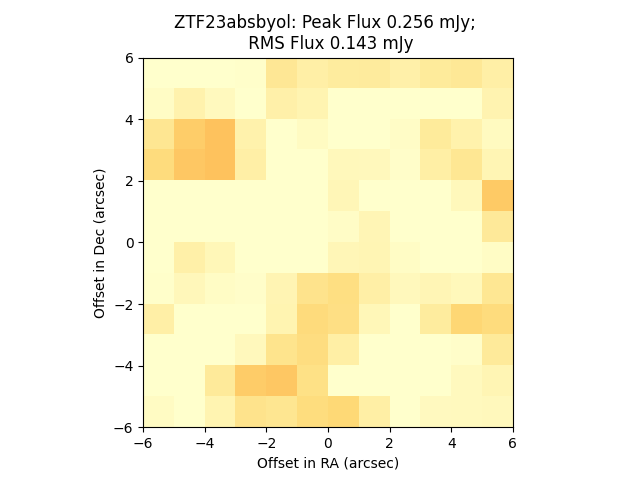 ZTF23absbyol: Peak Flux 0.256 mJy;
RMS Flux 0.143 mJy
6
4
2
0
−2
−4
−6
Offset in Dec (arcsec)
−6 −4 −2 0 2 4 6
Offset in RA (arcsec)